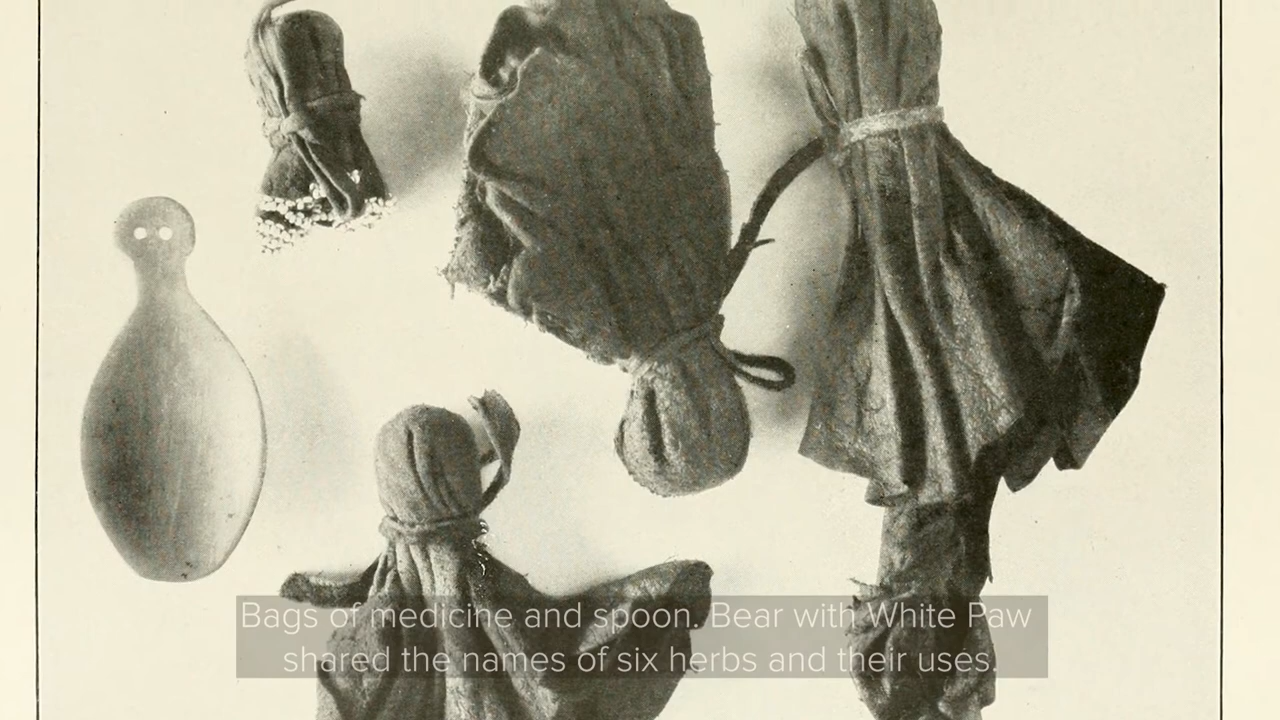 Bags of medicine and spoon. Bear with White Paw
shared the names of six herbs and their uses.